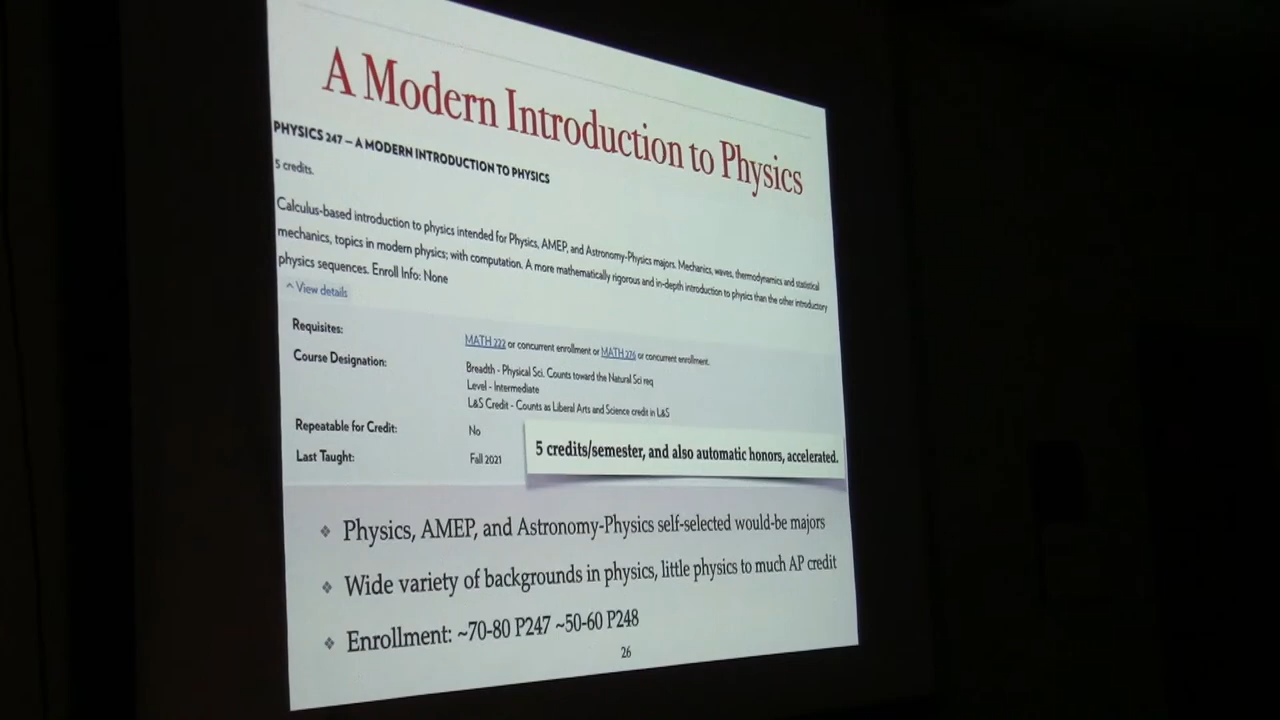 A Modern Introduction to Physics
PHYSICS 247 – A MODERN INTRODUCTION TO PHYSICS
5 credits.
Calculus-based introduction to physics intended for Physics, AMEP, and Astronomy-Physics majors. Mechanics, waves, thermodynamics and statistical
mechanics, topics in modern physics; with computation. A more mathematically rigorous and in-depth introduction to physics than the other introductory
physics sequences. Enroll Info: None
^ View details
Requisites: MATH 222 or concurrent enrollment or MATH 276 or concurrent enrollment.
Course Designation: Breadth - Physical Sci. Counts toward the Natural Sci req
Level - Intermediate
L&S Credit - Counts as Liberal Arts and Science credit in L&S
Repeatable for Credit: No
Last Taught: Fall 2021
5 credits/semester, and also automatic honors, accelerated.
❖ Physics, AMEP, and Astronomy-Physics self-selected would-be majors
❖ Wide variety of backgrounds in physics, little physics to much AP credit
❖ Enrollment: ~70-80 P247 ~50-60 P248
26